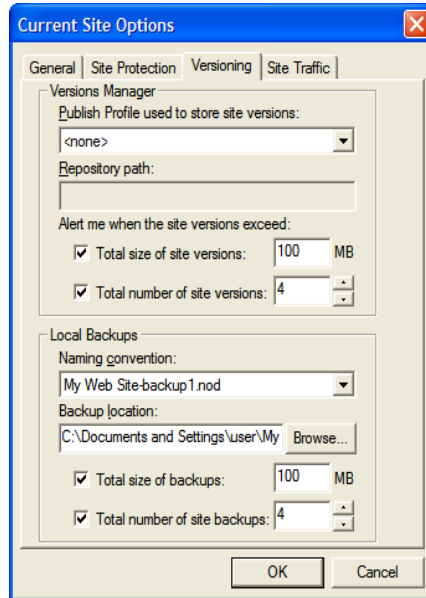 Current Site Options
General Site Protection Versioning Site Traffic
Versions Manager
Publish Profile used to store site versions:
<none>
Repository path:
Alert me when the site versions exceed:
Total size of site versions: 100 MB
Total number of site versions: 4
Local Backups
Naming convention:
My Web Site-backup1.nod
Backup location:
C:\Documents and Settings\user\My Browse...
Total size of backups: 100 MB
Total number of site backups: 4
OK Cancel